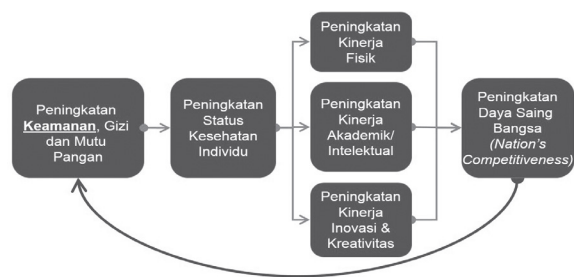 Peningkatan
Keamanan, Gizi
dan Mutu
Pangan
Peningkatan
Status
Kesehatan
Individu
Peningkatan
Kinerja
Fisik
Peningkatan
Kinerja
Akademik/
Intelektual
Peningkatan
Kinerja
Inovasi &
Kreativitas
Peningkatan
Daya Saing
Bangsa
(Nation's
Competitiveness)